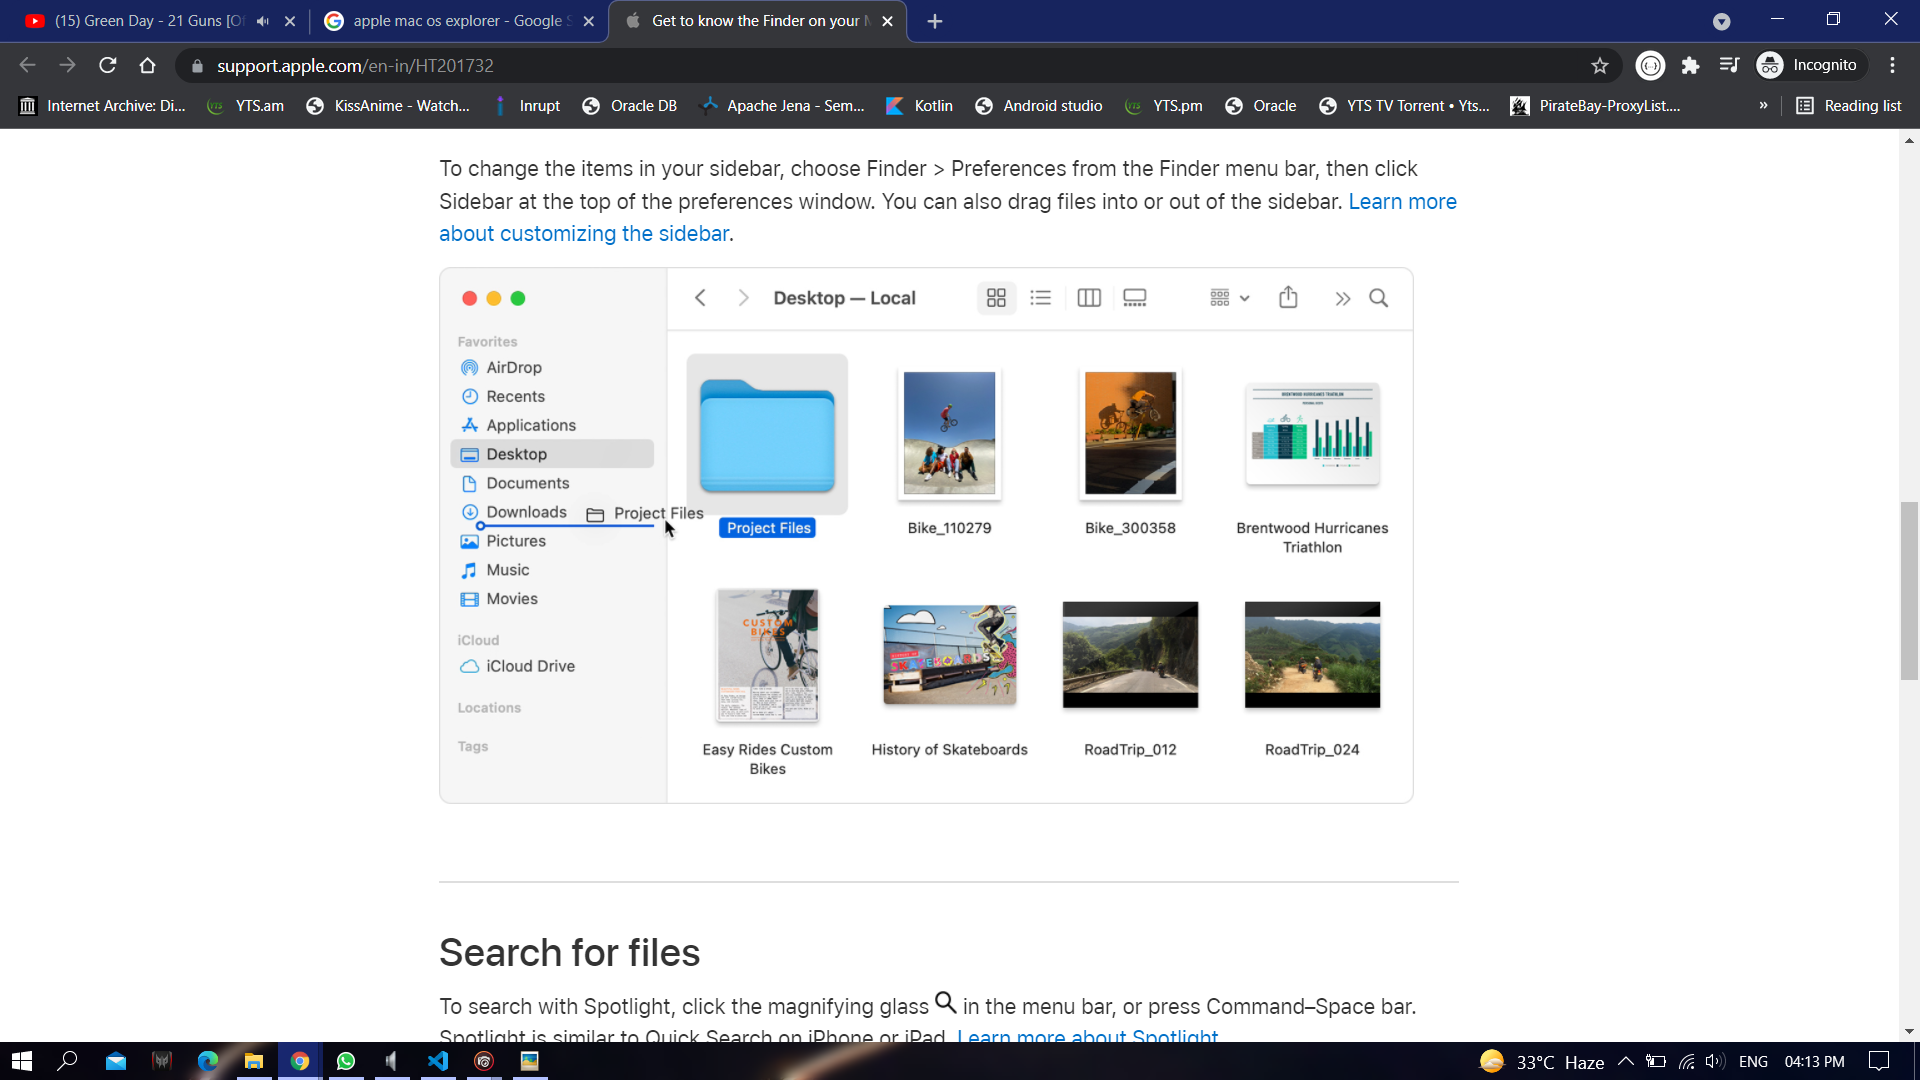 (15) Green Day - 21 Guns [Of
apple mac os explorer - Google S
Get to know the Finder on your M
support.apple.com/en-in/HT201732
Incognito
Internet Archive: Di...
YTS.am
KissAnime - Watch...
Inrupt
Oracle DB
Apache Jena - Sem...
Kotlin
Android studio
YTS.pm
Oracle
YTS TV Torrent • Yts...
PirateBay-ProxyList....
»
Reading list
To change the items in your sidebar, choose Finder > Preferences from the Finder menu bar, then click
Sidebar at the top of the preferences window. You can also drag files into or out of the sidebar. Learn more
about customizing the sidebar.
Desktop — Local
Favorites
AirDrop
Recents
Applications
Desktop
Documents
Downloads
Project Files
Pictures
Music
Movies
iCloud
iCloud Drive
Locations
Tags
Project Files
Bike_110279
Bike_300358
BRENTWOOD HURRICANES TRIATHLON
Brentwood Hurricanes
Triathlon
CUSTOM
BIKES
Easy Rides Custom
Bikes
SKATEBOARDS
History of Skateboards
RoadTrip_012
RoadTrip_024
Search for files
To search with Spotlight, click the magnifying glass in the menu bar, or press Command–Space bar.
Spotlight is similar to Quick Search on iPhone or iPad. Learn more about Spotlight
33°C Haze
ENG
04:13 PM